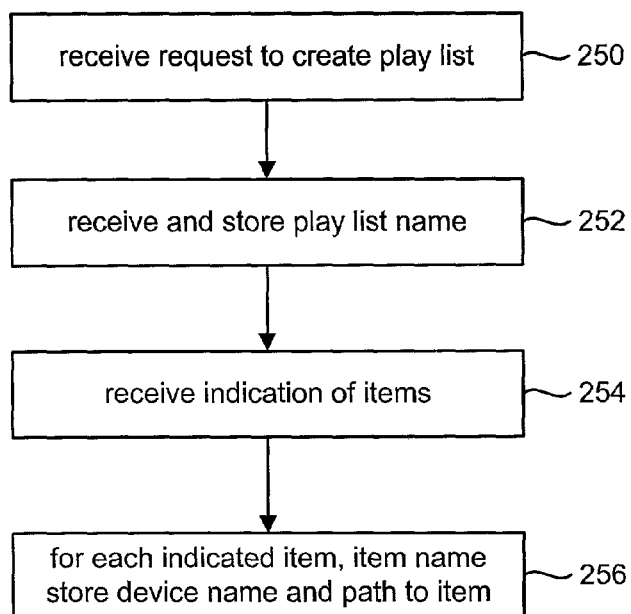 receive request to create play list
250
receive and store play list name
252
receive indication of items
254
for each indicated item, item name
store device name and path to item
256